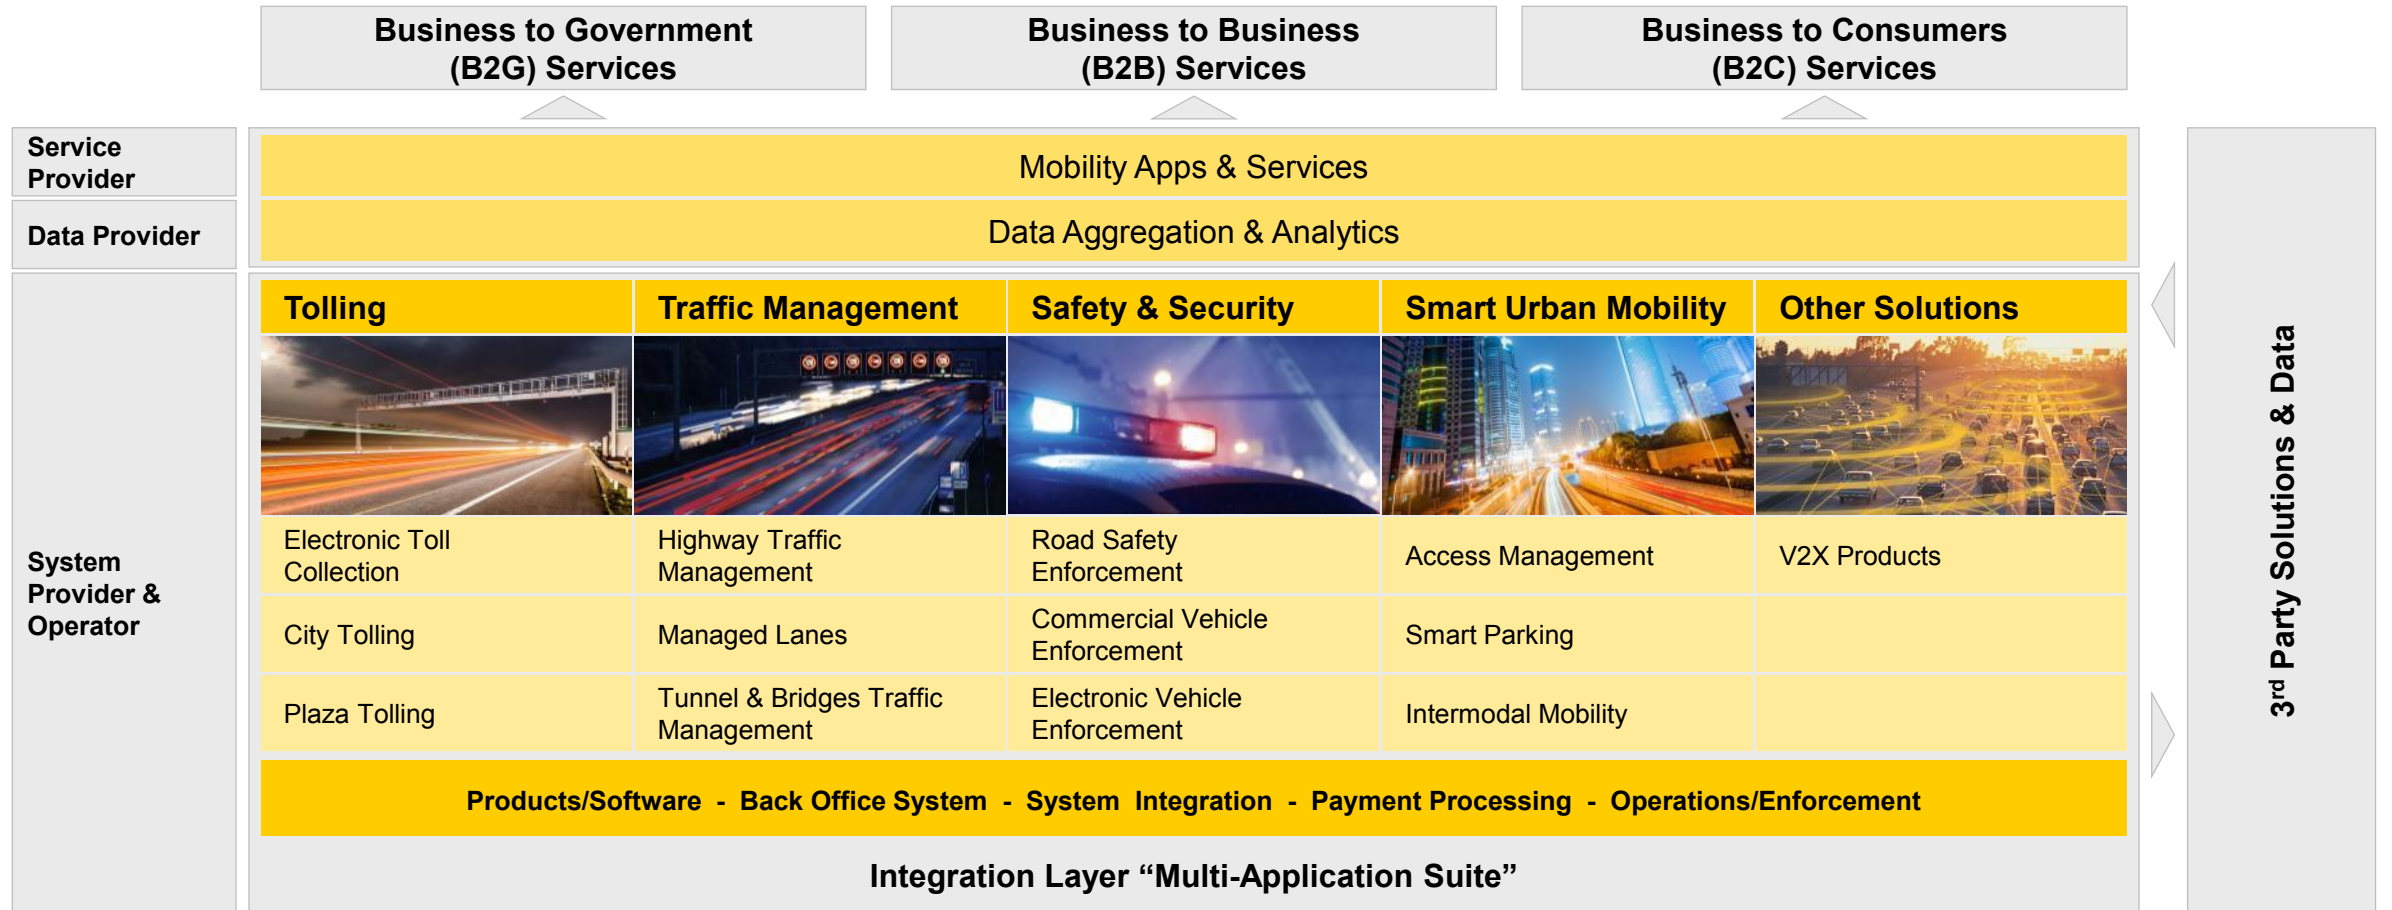 Business to Government
(B2G) Services
Business to Business
(B2B) Services
Business to Consumers
(B2C) Services
Service
Provider
Mobility Apps & Services
Data Provider
Data Aggregation & Analytics
System
Provider &
Operator
Tolling
Traffic Management
Safety & Security
Smart Urban Mobility
Other Solutions
Electronic Toll
Collection
Highway Traffic
Management
Road Safety
Enforcement
Access Management
V2X Products
City Tolling
Managed Lanes
Commercial Vehicle
Enforcement
Smart Parking
Plaza Tolling
Tunnel & Bridges Traffic
Management
Electronic Vehicle
Enforcement
Intermodal Mobility
Products/Software - Back Office System - System Integration - Payment Processing - Operations/Enforcement
Integration Layer “Multi-Application Suite”
3rd Party Solutions & Data